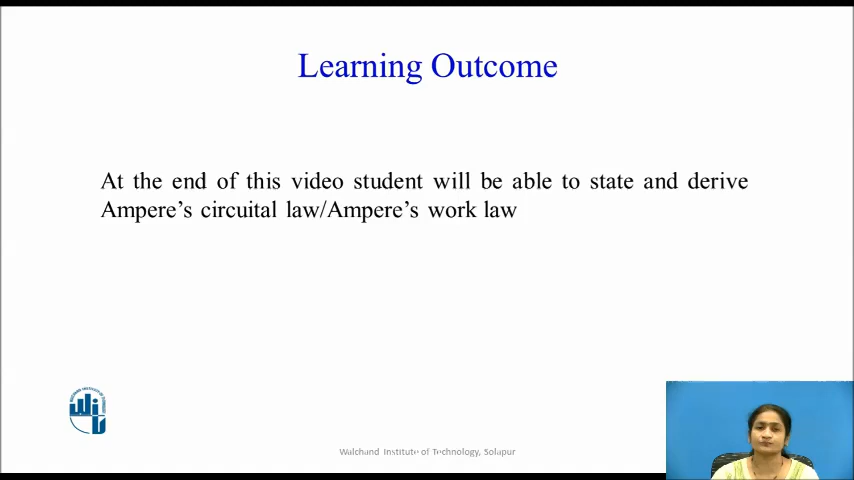 Learning Outcome
At the end of this video student will be able to state and derive
Ampere's circuital law/Ampere's work law
Walchand Institute of Technology, Solapur